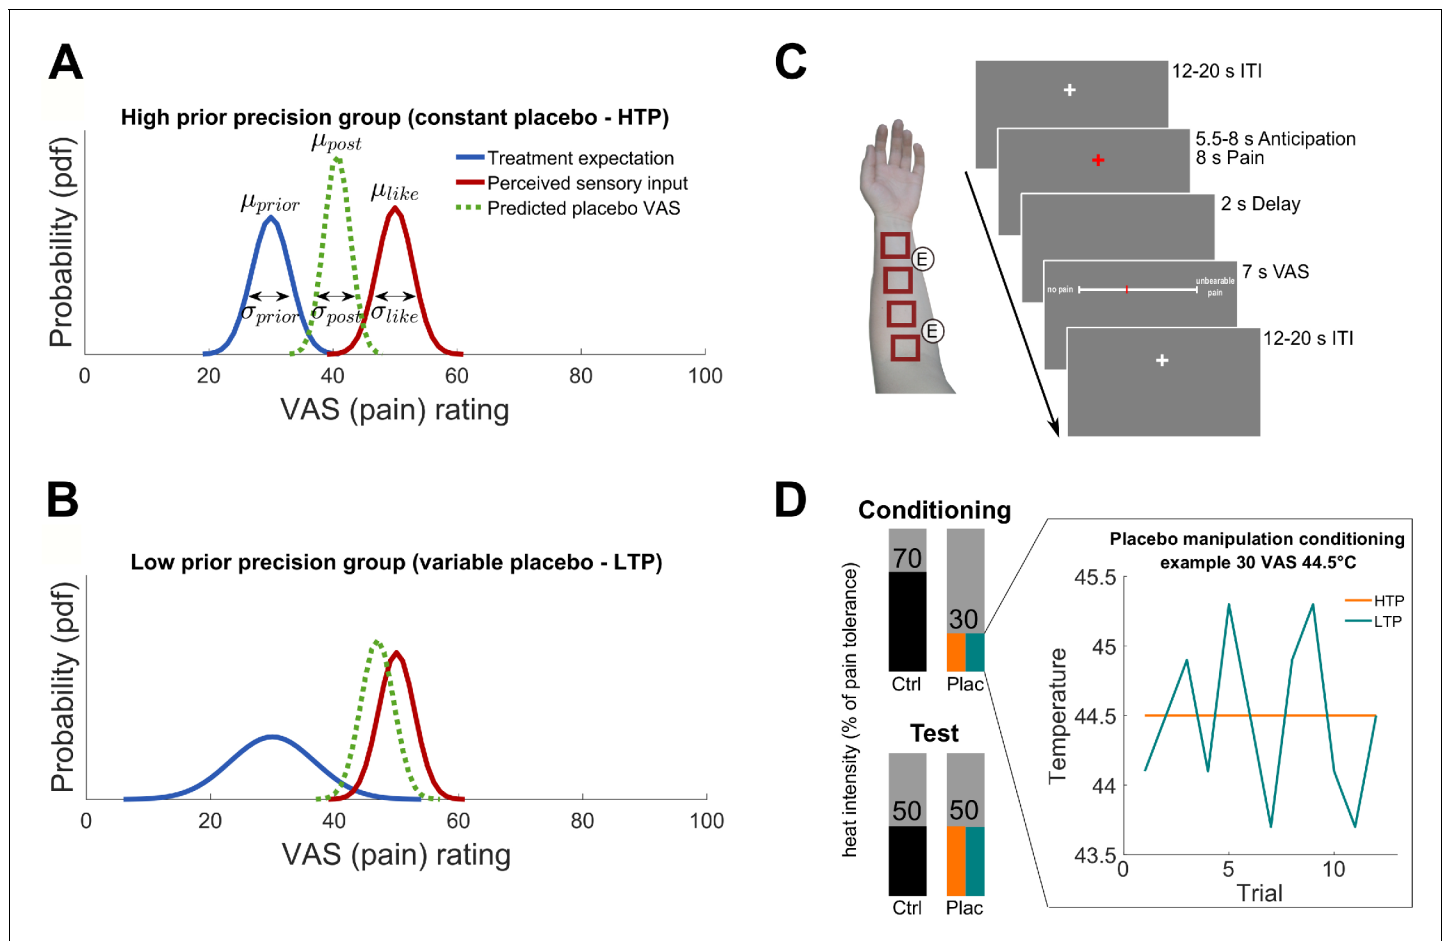 A
High prior precision group (constant placebo - HTP)
Probability (pdf)
μprior
μpost
μlike
σprior
σpost
σlike
Treatment expectation
Perceived sensory input
Predicted placebo VAS
0 20 40 60 80 100
VAS (pain) rating
B
Low prior precision group (variable placebo - LTP)
Probability (pdf)
0 20 40 60 80 100
VAS (pain) rating
C
E
E
12-20 s ITI
5.5-8 s Anticipation
8 s Pain
2 s Delay
7 s VAS
no pain
unbearable
pain
12-20 s ITI
D
heat intensity (% of pain tolerance)
Conditioning
70
30
Ctrl Plac
Test
50 50
Ctrl Plac
Placebo manipulation conditioning
example 30 VAS 44.5°C
HTP
LTP
Temperature
45.5
45
44.5
44
43.5
0 5 10
Trial